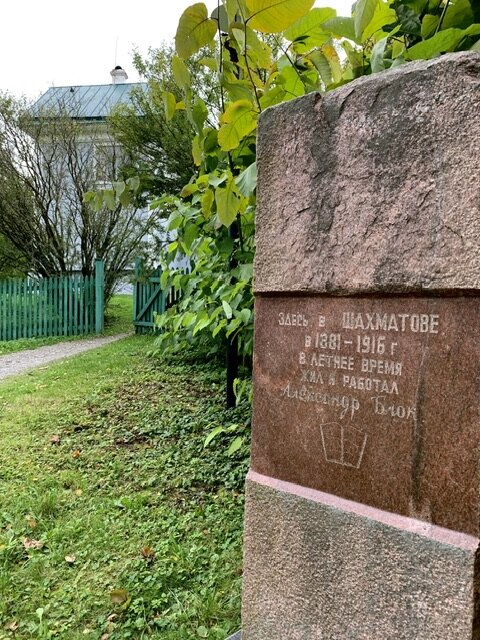 ЗДЕСЬ В ШАХМАТОВЕ
в 1881-1916 г
В ЛЕТНЕЕ ВРЕМЯ
ЖИЛ И РАБОТАЛ
Александр Блок